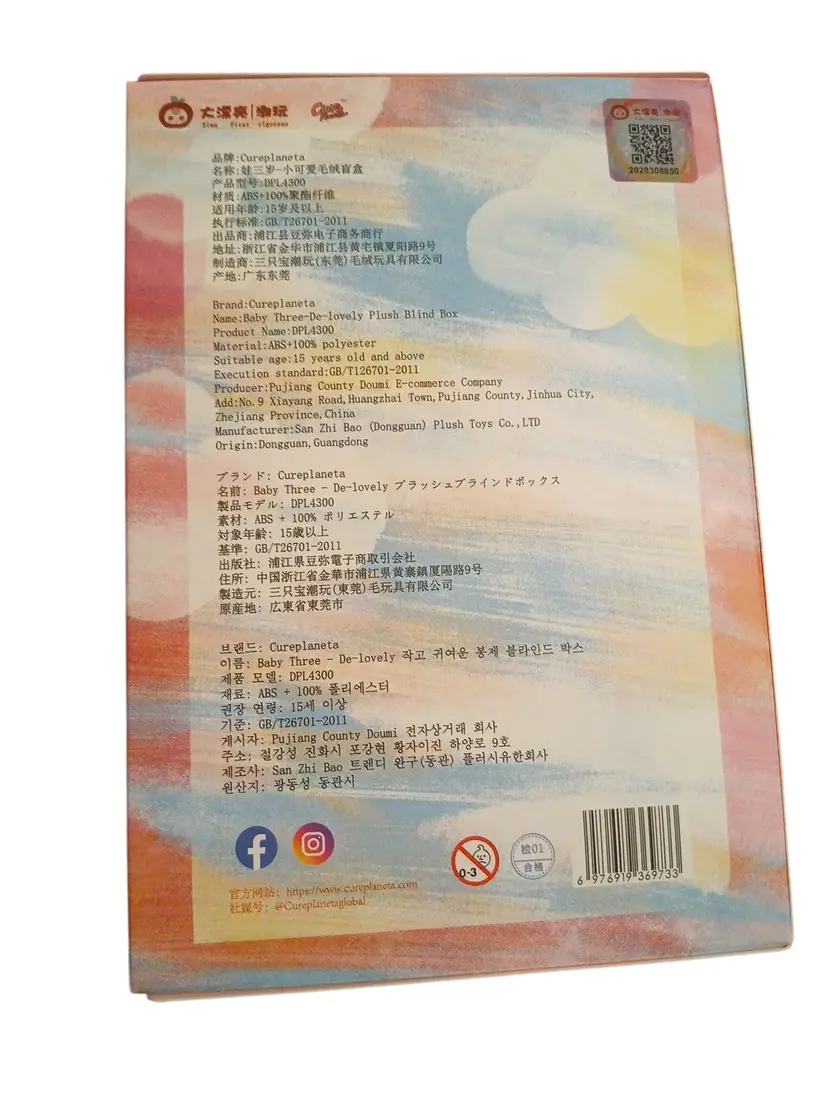 大漂亮|潮玩
Cure
大漂亮|潮玩
2028308850
品牌:Cureplaneta
名称:娃三岁-小可爱毛绒盲盒
产品型号:DPL4300
材质:ABS+100%聚酯纤维
适用年龄:15岁及以上
执行标准:GB/T26701-2011
出品商:浦江县豆弥电子商务商行
地址:浙江省金华市浦江县黄宅镇夏阳路9号
制造商:三只宝潮玩(东莞)毛绒玩具有限公司
产地:广东东莞
Brand:Cureplaneta
Name:Baby Three-De-lovely Plush Blind Box
Product Name:DPL4300
Material:ABS+100% polyester
Suitable age:15 years old and above
Execution standard:GB/T126701-2011
Producer:Pujiang County Doumi E-commerce Company
Add:No.9 Xiayang Road,Huangzhai Town,Pujiang County,Jinhua City,
Zhejiang Province,China
Manufacturer:San Zhi Bao (Dongguan) Plush Toys Co.,LTD
Origin:Dongguan,Guangdong
ブランド: Cureplaneta
名前: Baby Three - De-lovely プラッシュブラインドボックス
製品モデル: DPL4300
素材: ABS + 100% ポリエステル
対象年齢: 15歳以上
基準: GB/T26701-2011
出版社: 浦江県豆弥電子商取引会社
住所: 中国浙江省金華市浦江県黄寨鎮厦陽路9号
製造元: 三只宝潮玩(東莞)毛玩具有限公司
原産地: 広東省東莞市
브랜드: Cureplaneta
이름: Baby Three - De-lovely 작고 귀여운 봉제 블라인드 박스
제품 모델: DPL4300
재료: ABS + 100% 폴리에스터
권장 연령: 15세 이상
기준: GB/T26701-2011
게시자: Pujiang County Doumi 전자상거래 회사
주소: 절강성 진화시 포강현 황자이진 하양로 9호
제조사: San Zhi Bao 트렌디 완구(동관) 플러시유한회사
원산지: 광동성 동관시
0-3
检01
合格
6 976919 369733
官方网站: https://www.cureplaneta.com
社媒号: @Cureplanetaglobal